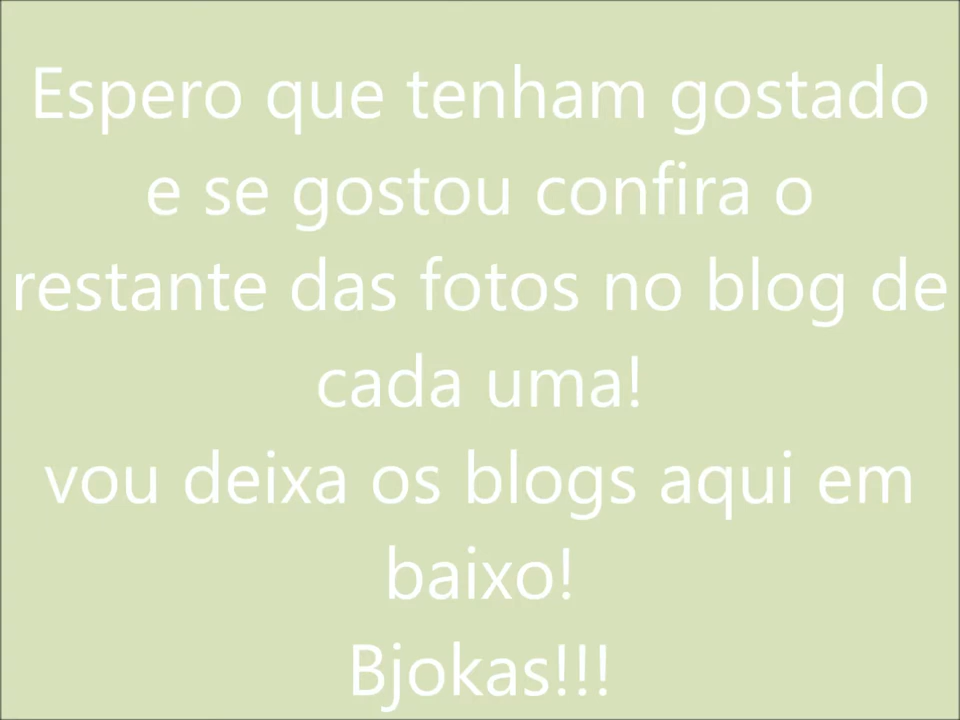 Espero que tenham gostado
e se gostou confira o
restante das fotos no blog de
cada uma!
vou deixa os blogs aqui em
baixo!
Bjokas!!!